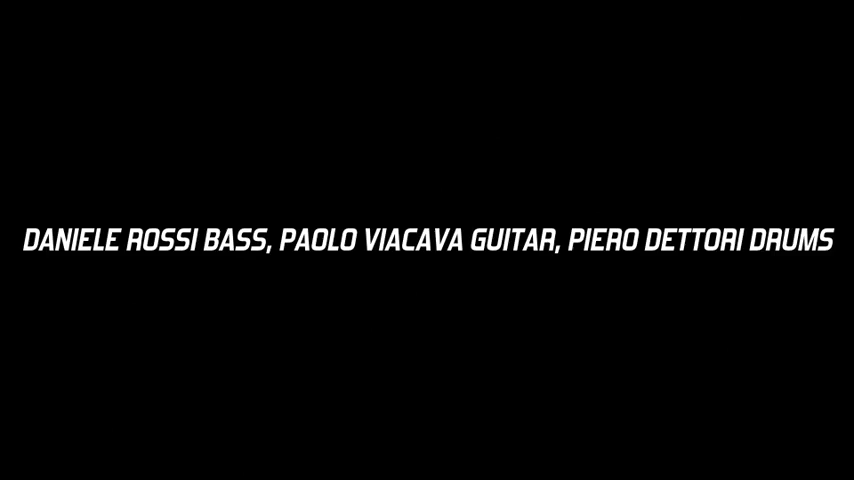 DANIELE ROSSI BASS, PAOLO VIACAVA GUITAR, PIERO DETTORI DRUMS